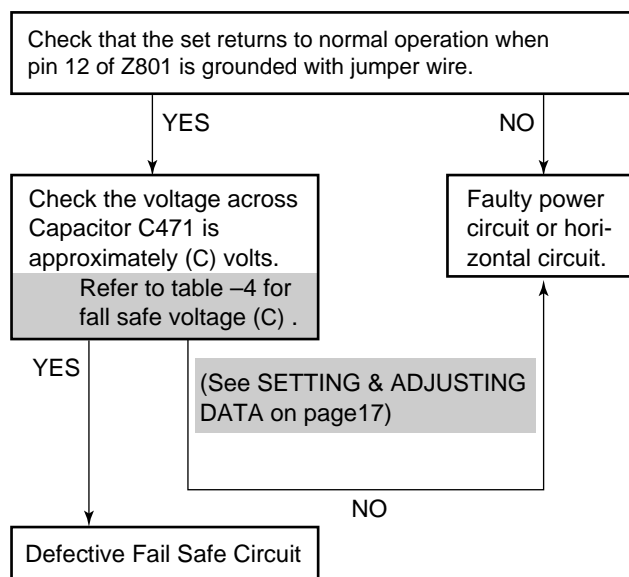 Check that the set returns to normal operation when
pin 12 of Z801 is grounded with jumper wire.
YES
NO
Check the voltage across
Capacitor C471 is
approximately (C) volts.
Refer to table –4 for
fall safe voltage (C) .
Faulty power
circuit or hori-
zontal circuit.
YES
(See SETTING & ADJUSTING
DATA on page17)
NO
Defective Fail Safe Circuit